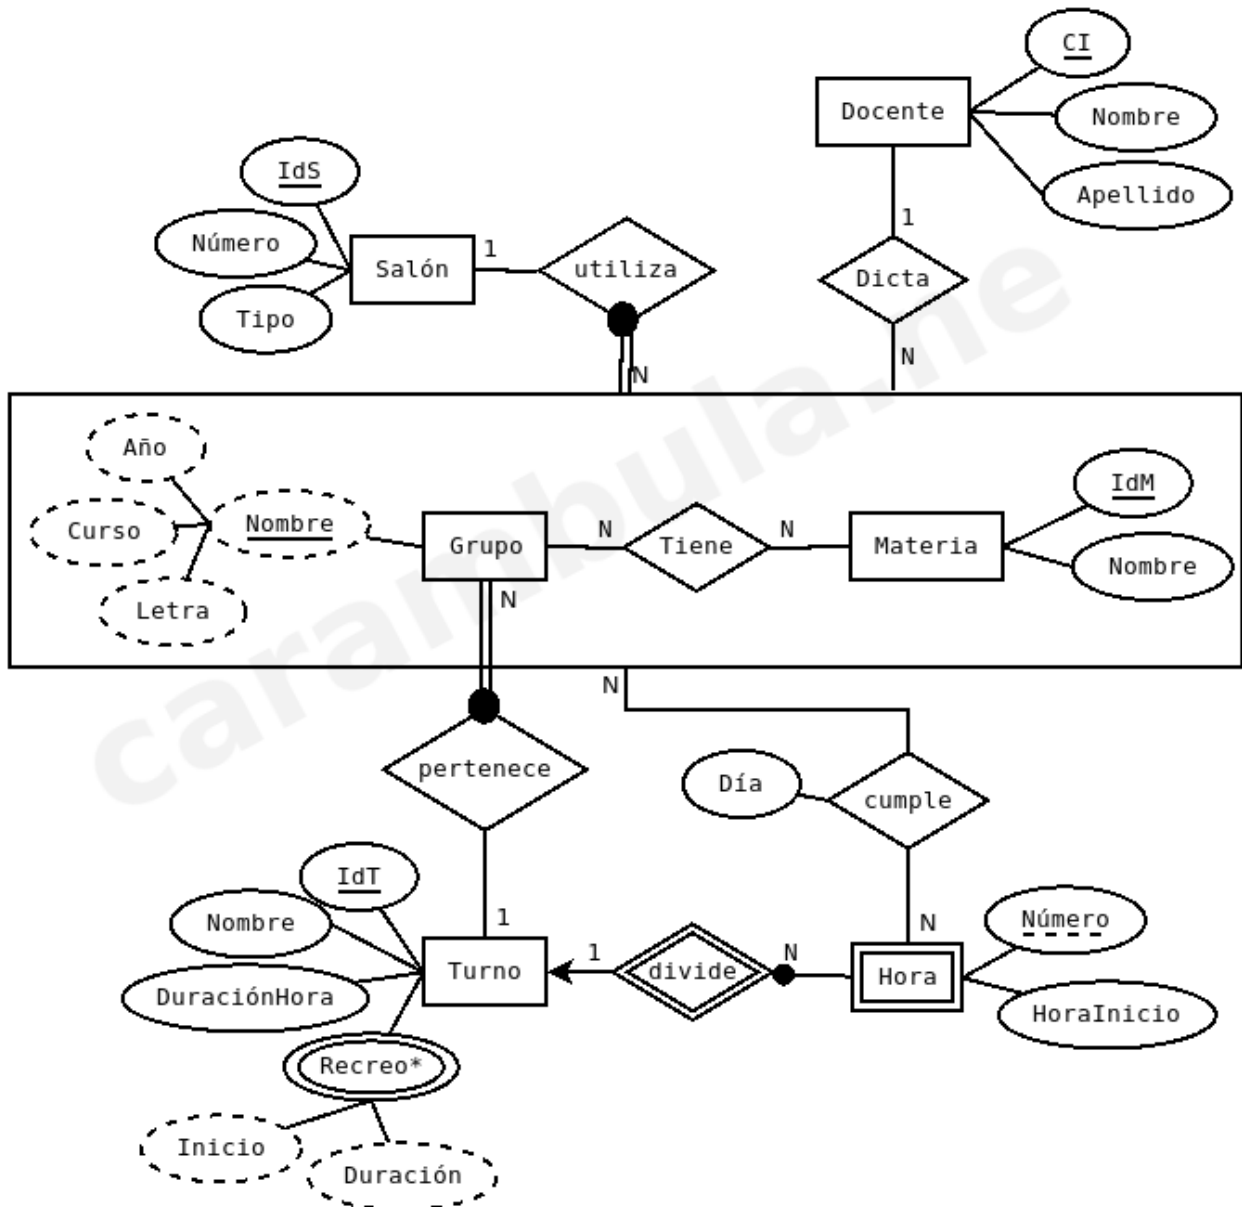 CI
Docente
Nombre
Apellido
IdS
Número
Salón
1
utiliza
Tipo
1
Dicta
N
N
carambula.ne
Año
Curso
Nombre
Letra
Grupo
N
Tiene
N
Materia
IdM
Nombre
N
N
pertenece
Día
cumple
IdT
Nombre
1
N
Número
DuraciónHora
Turno
1
divide
N
Hora
HoraInicio
Recreo*
Inicio
Duración